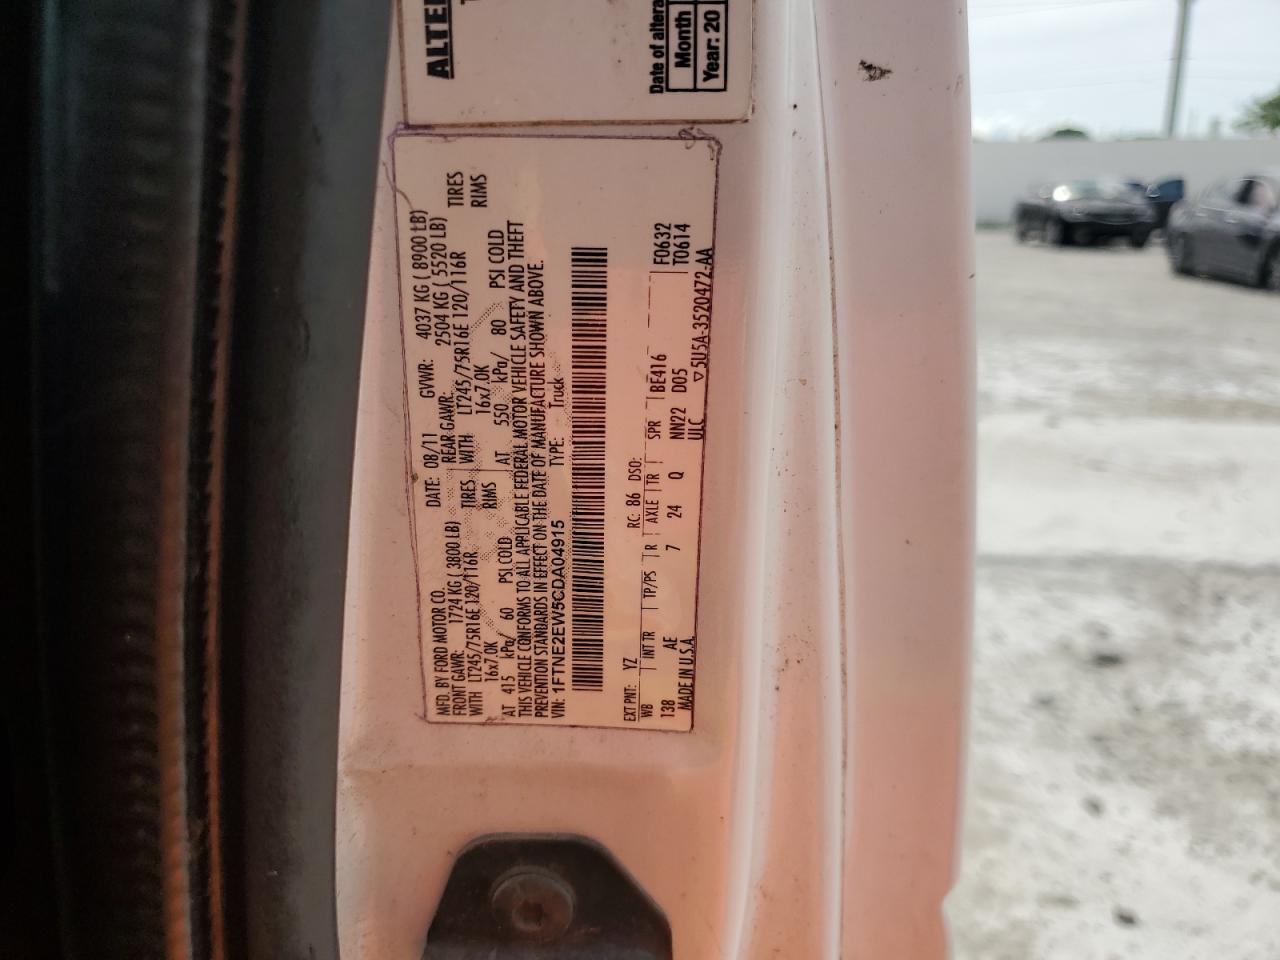 ALTE
Date of altera
Month
Year: 20
MFD. BY FORD MOTOR CO.
DATE: 08/11 GVWR: 4037 KG ( 8900 LB)
FRONT GAWR: 1724 KG ( 3800 LB) REAR GAWR: 2504 KG ( 5520 LB)
WITH LT245/75R16E 120/116R TIRES WITH LT245/75R16E 120/116R TIRES
16x7.0K RIMS 16x7.0K RIMS
AT 415 kPa/ 60 PSI COLD AT 550 kPa/ 80 PSI COLD
THIS VEHICLE CONFORMS TO ALL APPLICABLE FEDERAL MOTOR VEHICLE SAFETY AND THEFT
PREVENTION STANDARDS IN EFFECT ON THE DATE OF MANUFACTURE SHOWN ABOVE.
VIN: 1FTNE2EW5CDA04915 TYPE: Truck
EXT PNT: YZ RC: 86 DSO: F0632
WB INT TR TP/PS R AXLE TR SPR BE416 T0614
138 AE 7 24 Q NN22 D05
MADE IN U.S.A. ULC ▽5U5A-3520472-AA